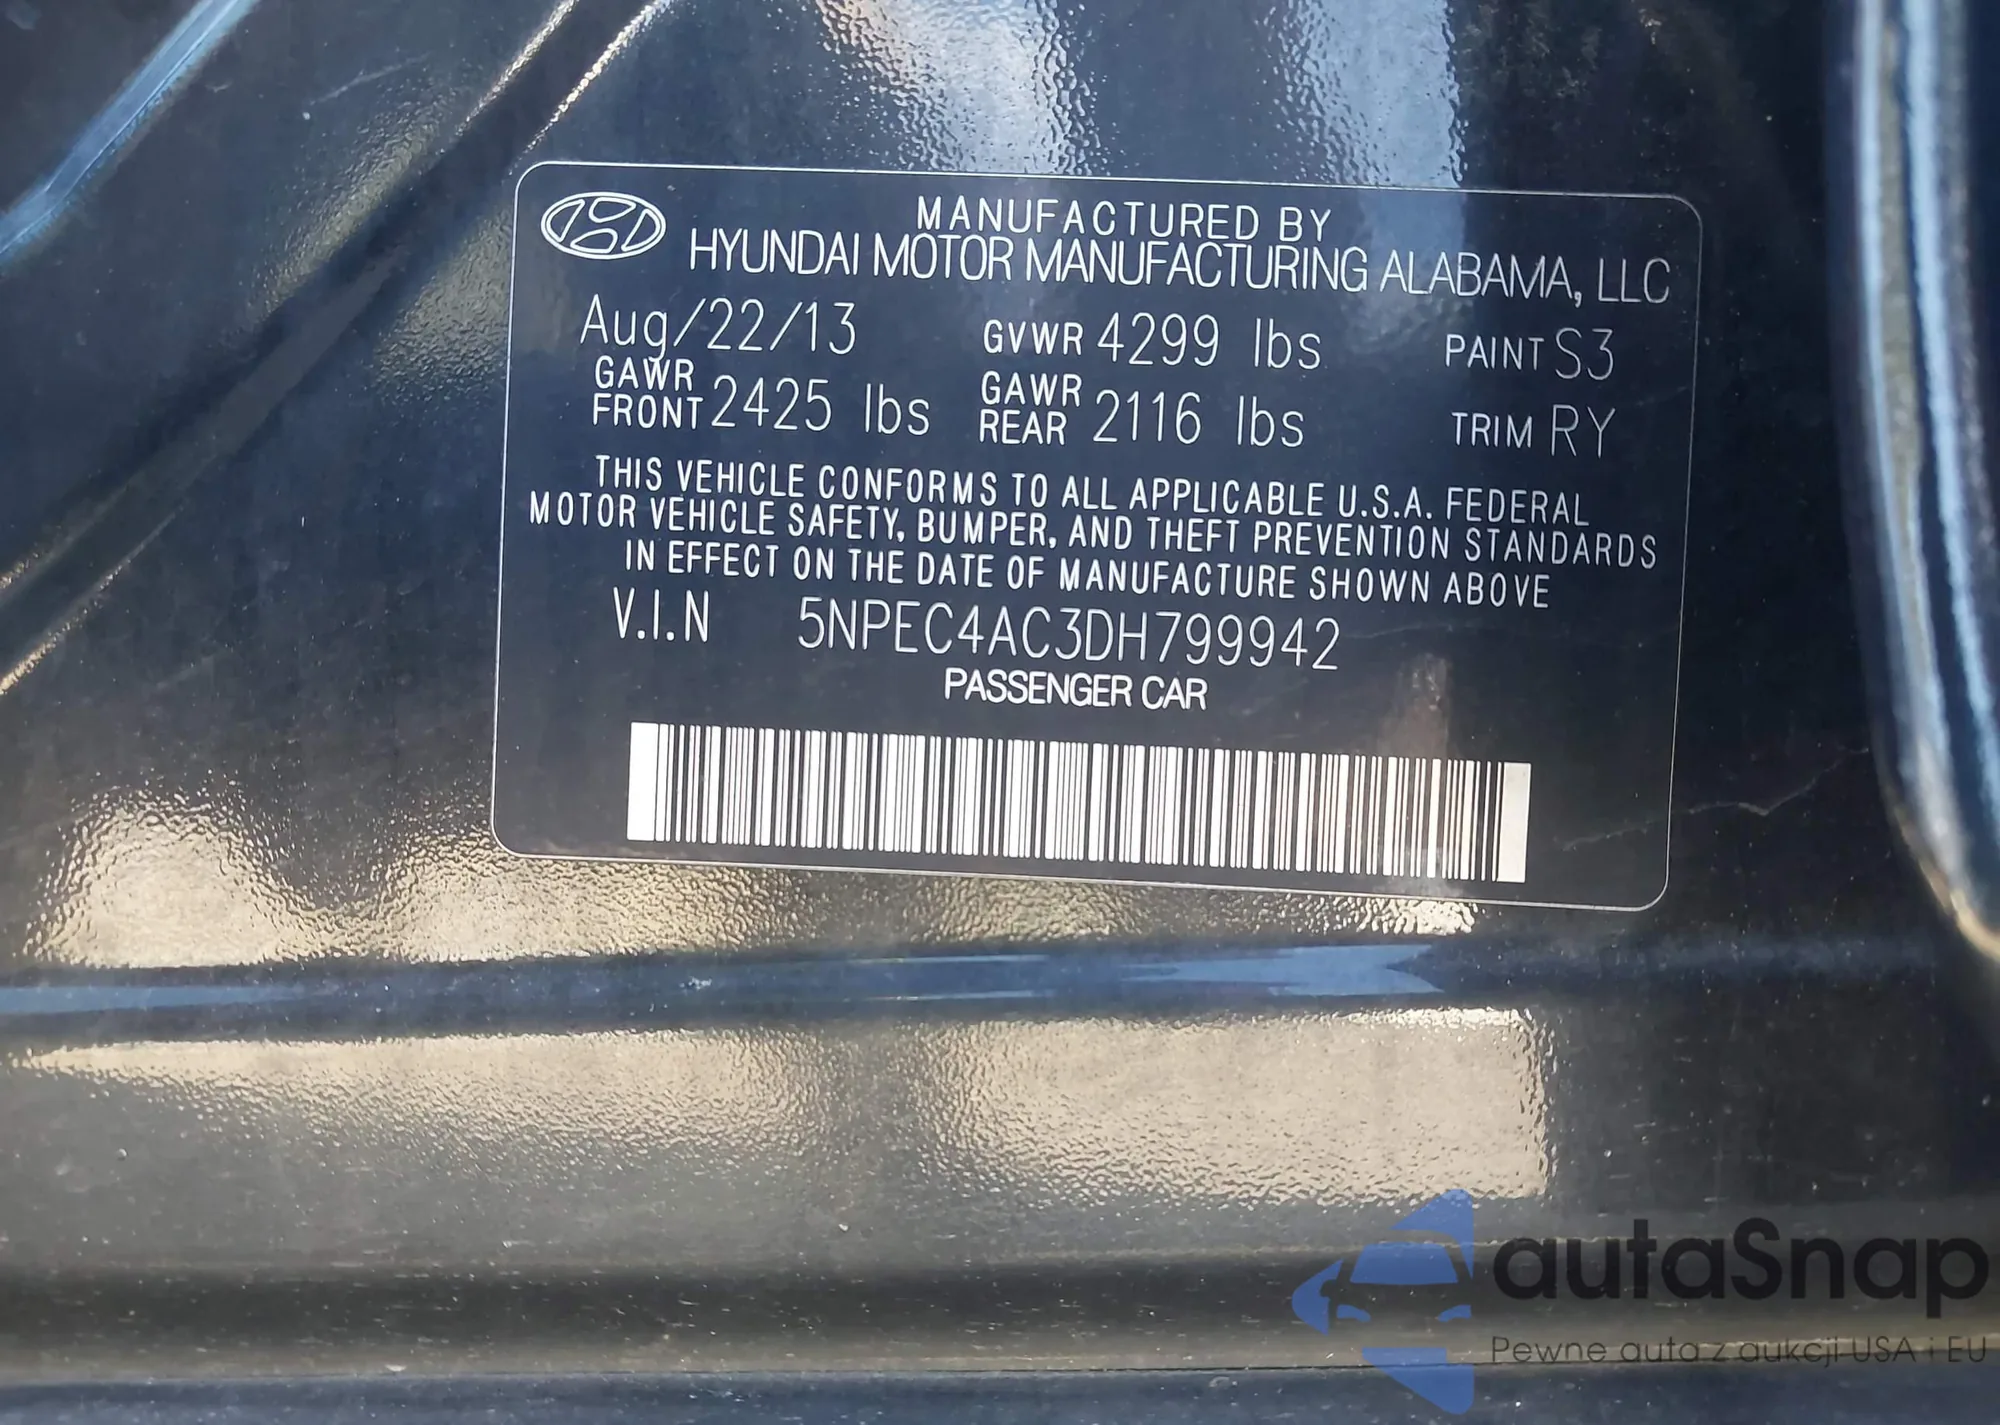 MANUFACTURED BY
HYUNDAI MOTOR MANUFACTURING ALABAMA, LLC
Aug/22/13 GVWR 4299 lbs PAINT S3
GAWR FRONT 2425 lbs GAWR REAR 2116 lbs TRIM RY
THIS VEHICLE CONFORMS TO ALL APPLICABLE U.S.A. FEDERAL
MOTOR VEHICLE SAFETY, BUMPER, AND THEFT PREVENTION STANDARDS
IN EFFECT ON THE DATE OF MANUFACTURE SHOWN ABOVE
V.I.N 5NPEC4AC3DH799942
PASSENGER CAR
autaSnap
Pewne auta z aukcji USA i EU